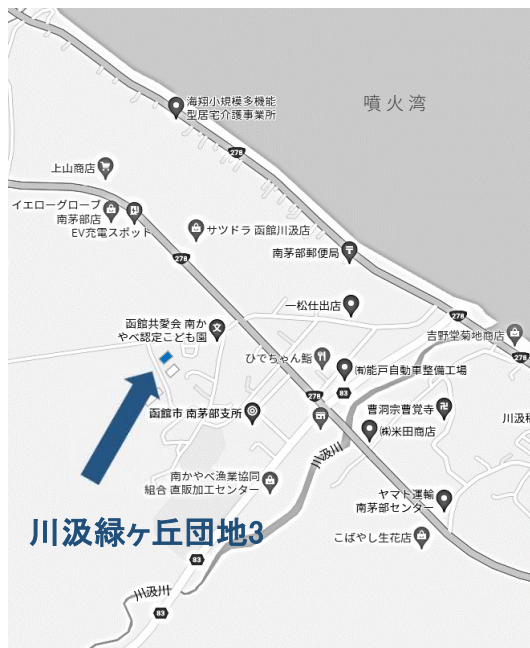 海翔小規模多機能
型居宅介護事業所
噴火湾
278
上山商店
イエローグローブ
南茅部店
EV充電スポット
サツドラ 函館川汲店
278
南茅部郵便局
一松仕出店
278
吉野堂菊地商店
函館共愛会 南か
やべ認定こども園
ひでちゃん鮨
㈲能戸自動車整備工場
278
83
函館市 南茅部支所
曹洞宗曹覚寺
川汲稲
㈱米田商店
川汲川
南かやべ漁業協同
組合 直販加工センター
ヤマト運輸
南茅部センター
川汲緑ヶ丘団地3
こばやし生花店
83
川汲川
83